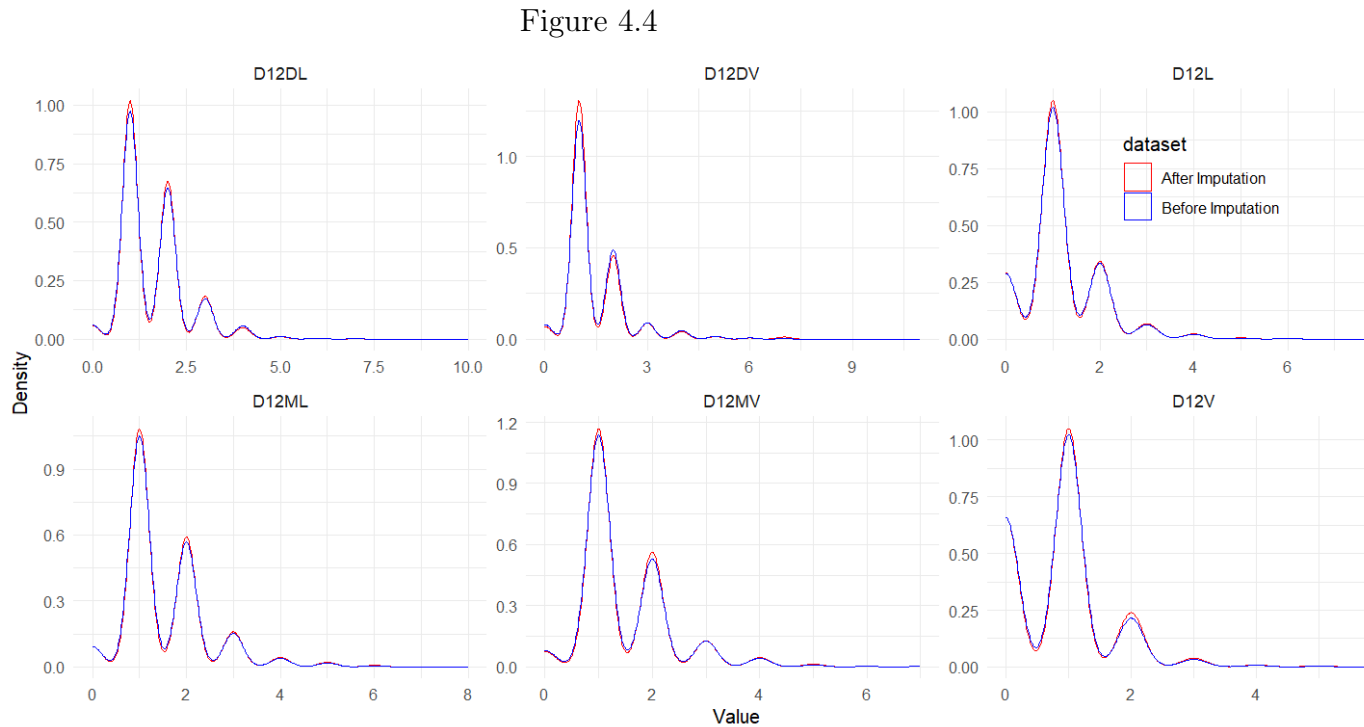 Figure 4.4
D12DL
D12DV
D12L
1.00
0.75
0.50
0.25
0.00
0.0 2.5 5.0 7.5 10.0
1.0
0.5
0.0
0 3 6 9
1.00
0.75
0.50
0.25
0.00
0 2 4 6
dataset
After Imputation
Before Imputation
Density
D12ML
D12MV
D12V
0.9
0.6
0.3
0.0
0 2 4 6 8
1.2
0.9
0.6
0.3
0.0
0 2 4 6
1.00
0.75
0.50
0.25
0.00
0 2 4
Value